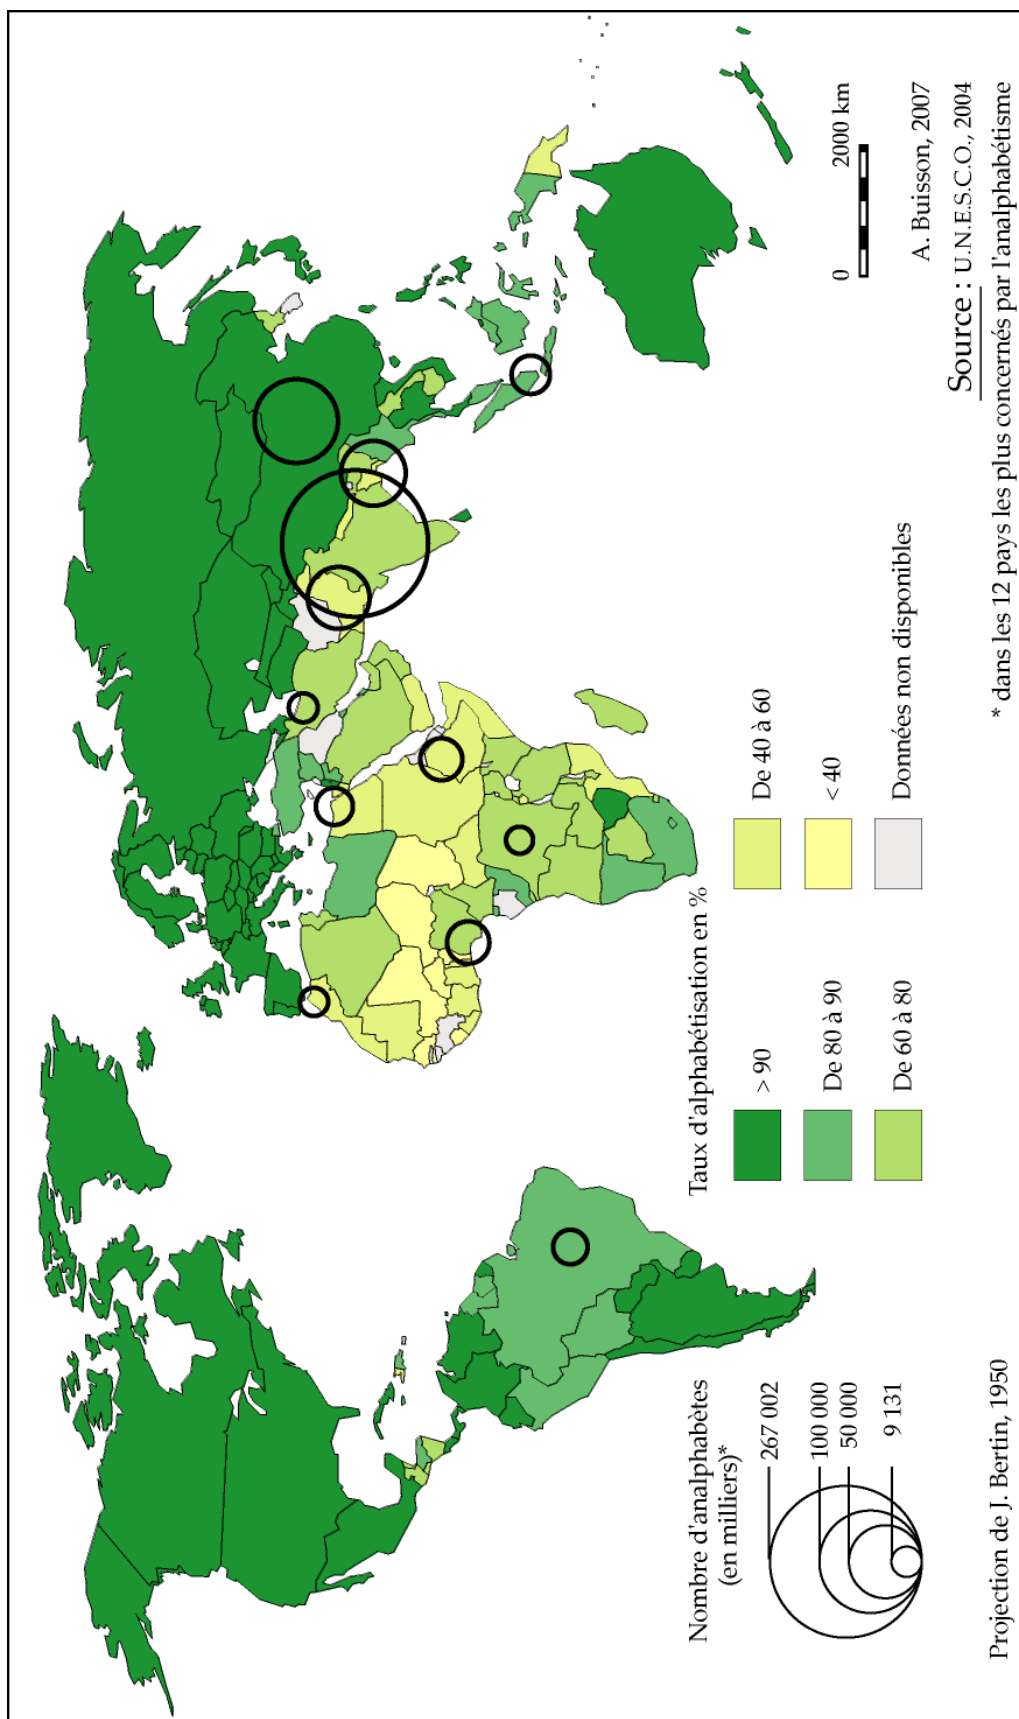 Taux d'alphabétisation en %
> 90
De 80 à 90
De 60 à 80
De 40 à 60
< 40
Données non disponibles
Nombre d'analphabètes
(en milliers)*
267 002
100 000
50 000
9 131
0
2000 km
A. Buisson, 2007
Source : U.N.E.S.C.O., 2004
* dans les 12 pays les plus concernés par l'analphabétisme
Projection de J. Bertin, 1950